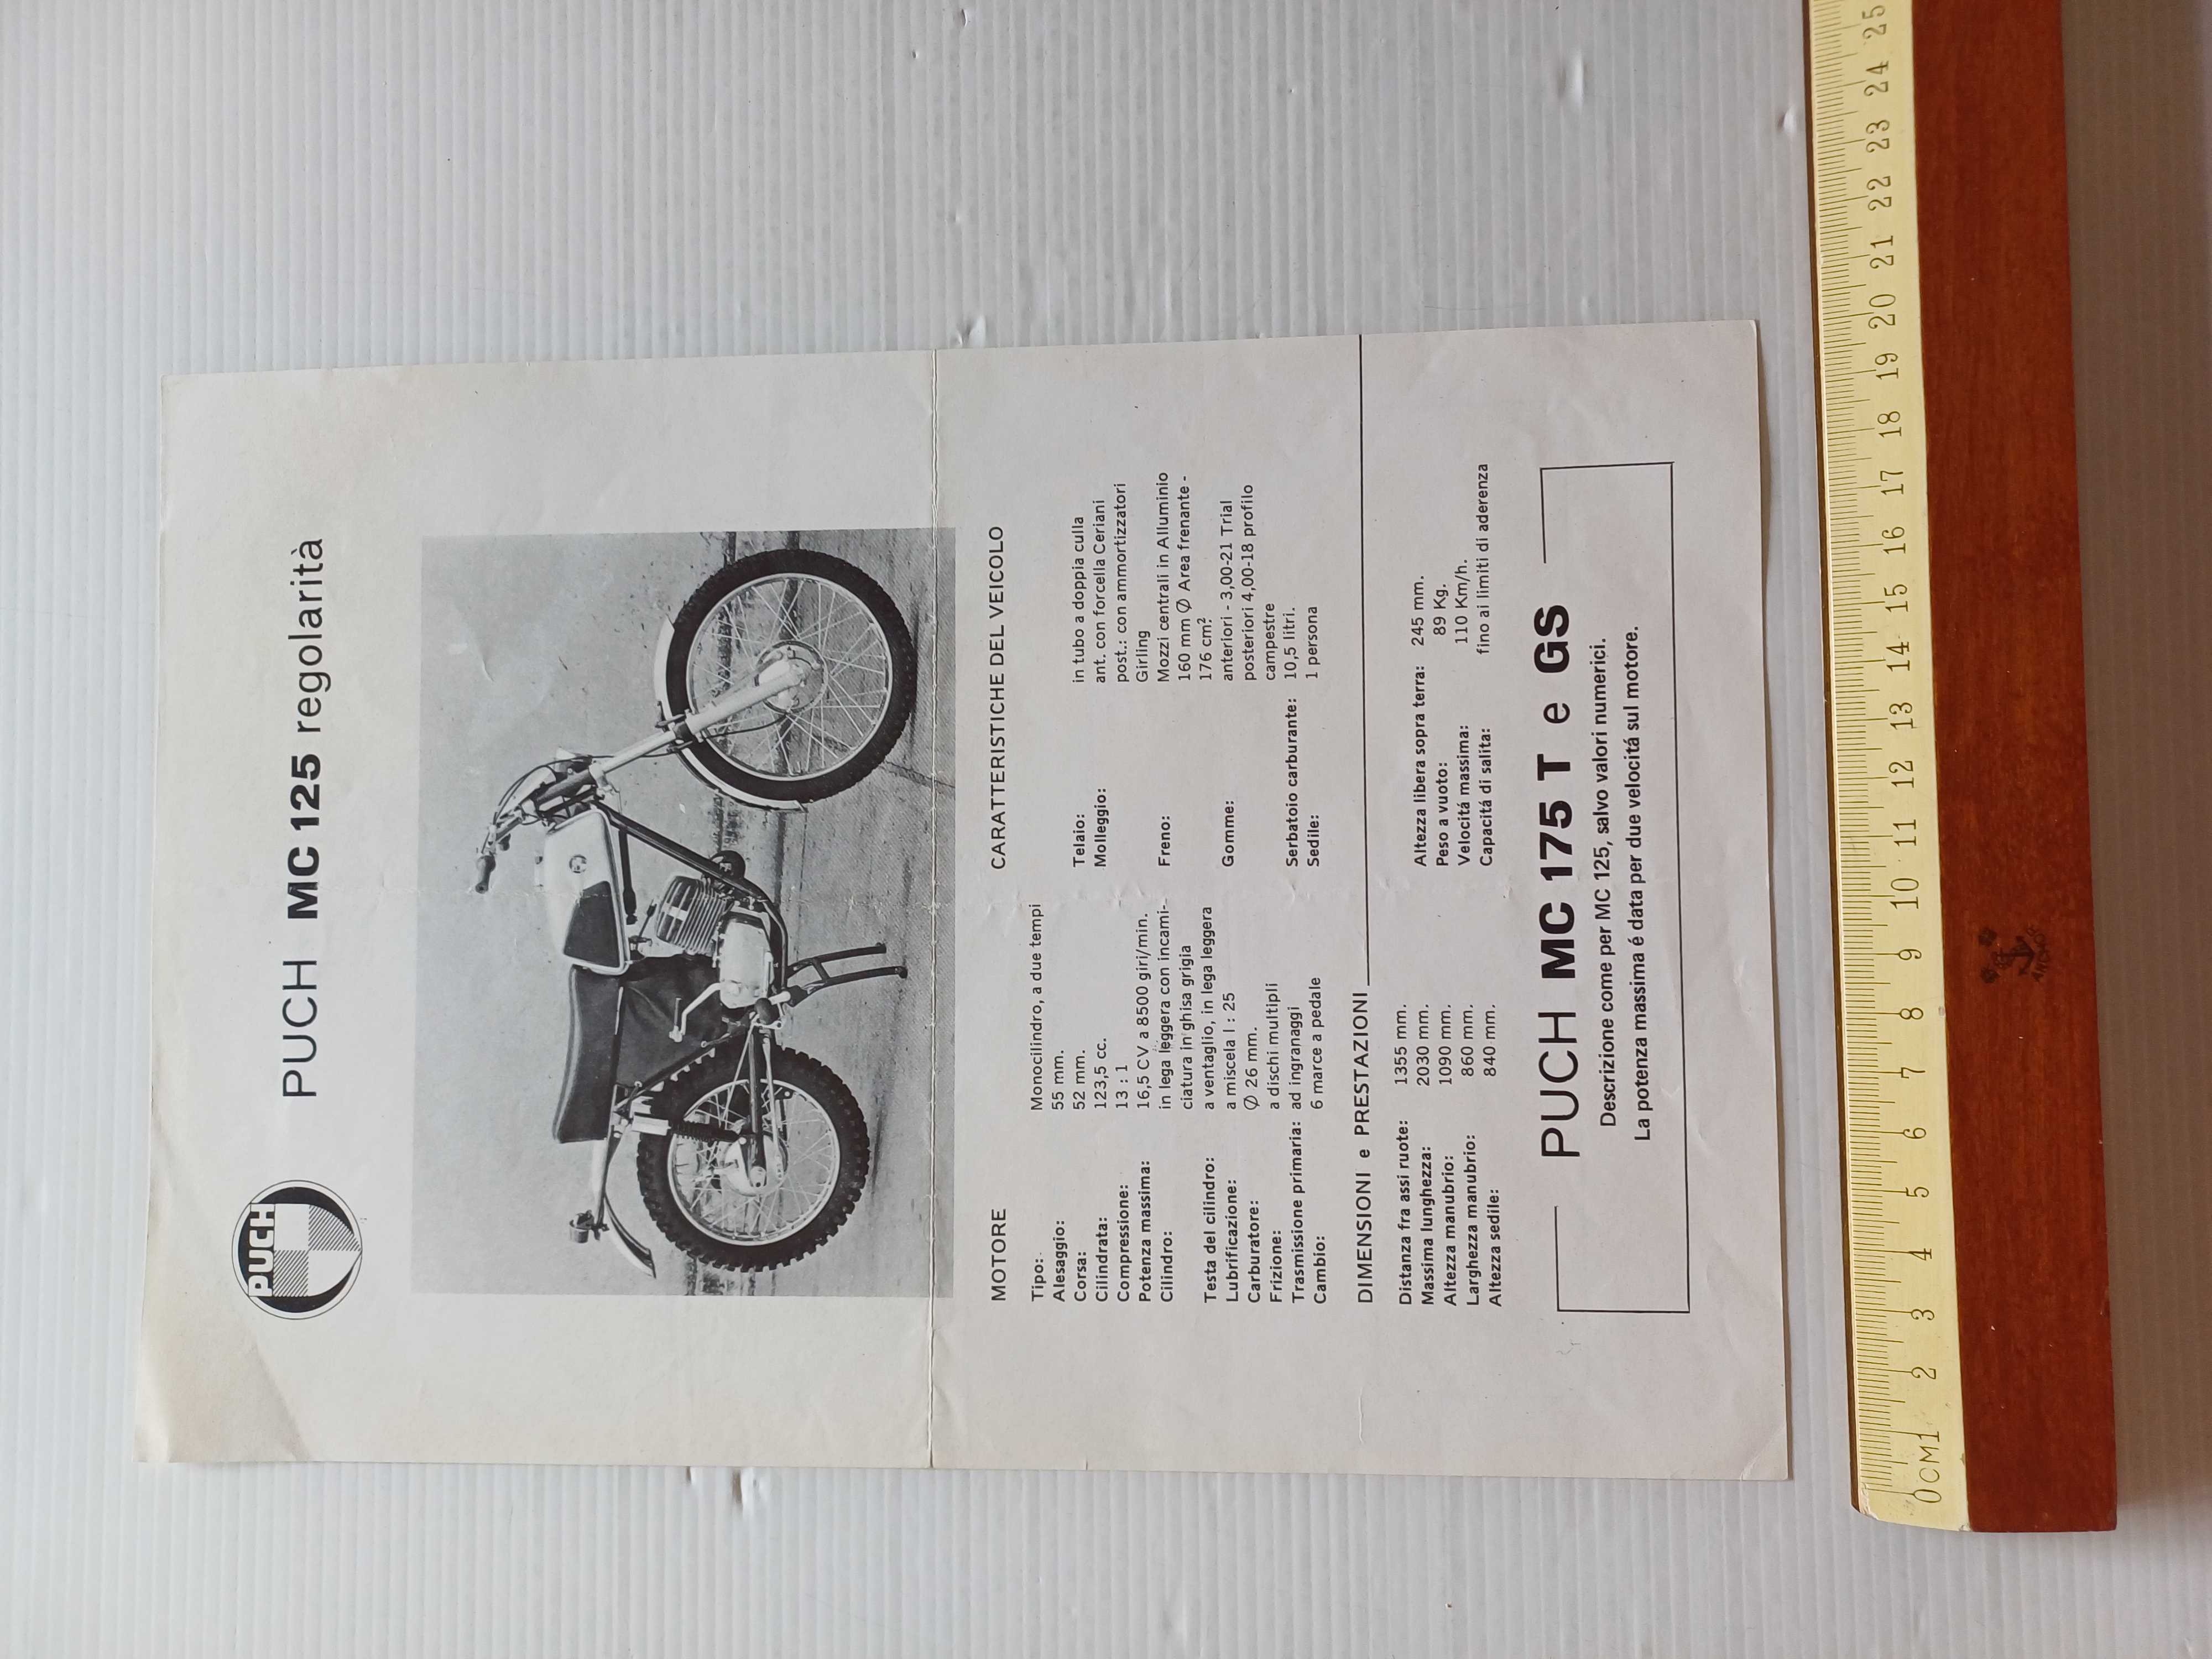 PUCH
PUCH MC 125 regolarità
MOTORE
Tipo: Monocilindro, a due tempi
Alesaggio: 55 mm.
Corsa: 52 mm.
Cilindrata: 123,5 cc.
Compressione: 13 : 1
Potenza massima: 16,5 CV a 8500 giri/min.
Cilindro: in lega leggera con incami-
ciatura in ghisa grigia
Testa del cilindro: a ventaglio, in lega leggera
Lubrificazione: a miscela I : 25
Carburatore: ∅ 26 mm.
Frizione: a dischi multipli
Trasmissione primaria: ad ingranaggi
Cambio: 6 marce a pedale
CARATTERISTICHE DEL VEICOLO
Telaio: in tubo a doppia culla
Molleggio: ant. con forcella Ceriani
post.: con ammortizzatori
Girling
Freno: Mozzi centrali in Alluminio
160 mm ∅ Area frenante -
176 cm²
Gomme: anteriori - 3,00-21 Trial
posteriori 4,00-18 profilo
campestre
Serbatoio carburante: 10,5 litri.
Sedile: 1 persona
DIMENSIONI e PRESTAZIONI
Distanza fra assi ruote: 1355 mm.
Massima lunghezza: 2030 mm.
Altezza manubrio: 1090 mm.
Larghezza manubrio: 860 mm.
Altezza sedile: 840 mm.
Altezza libera sopra terra: 245 mm.
Peso a vuoto: 89 Kg.
Velocitá massima: 110 Km/h.
Capacitá di salita: fino ai limiti di aderenza
PUCH MC 175 T e GS
Descrizione come per MC 125, salvo valori numerici.
La potenza massima é data per due velocitá sul motore.
0CM1 2 3 4 5 6 7 8 9 10 11 12 13 14 15 16 17 18 19 20 21 22 23 24 25